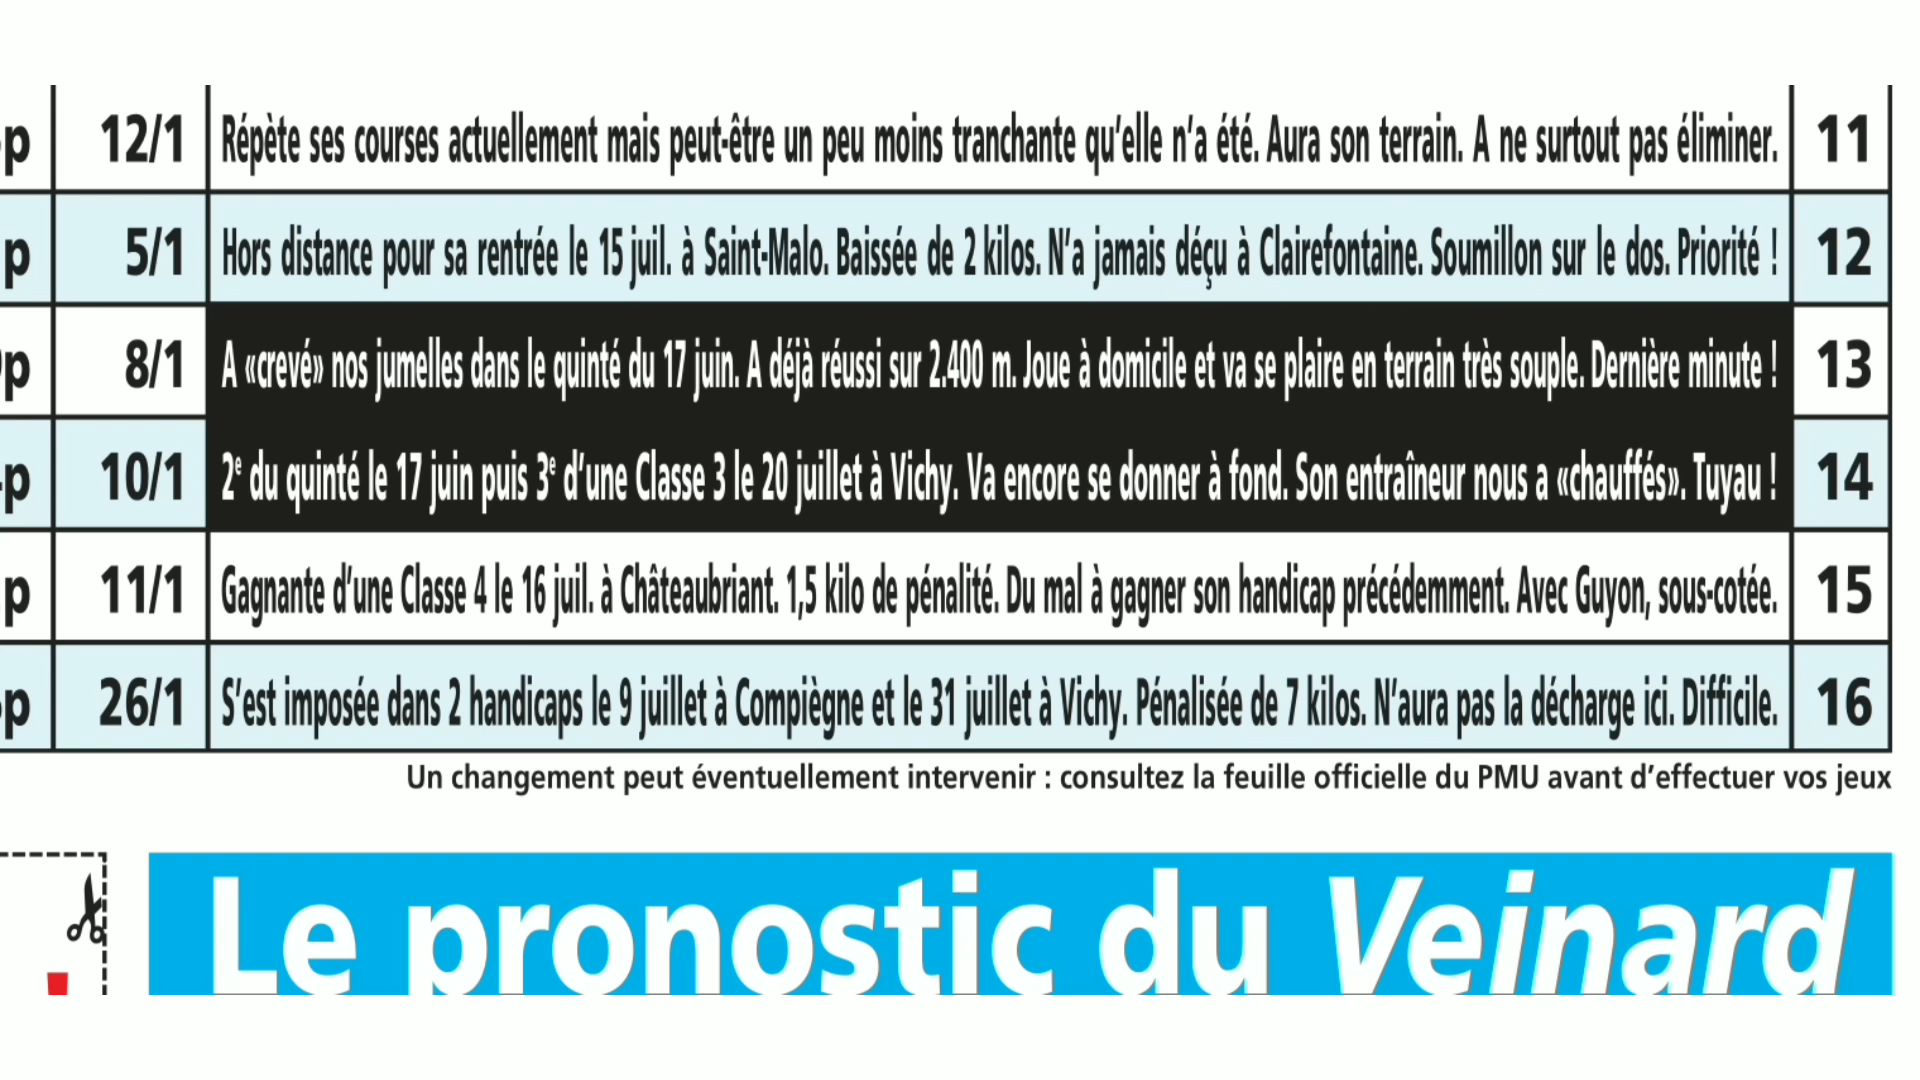 p 12/1 Répète ses courses actuellement mais peut-être un peu moins tranchante qu'elle n'a été. Aura son terrain. A ne surtout pas éliminer. 11
p 5/1 Hors distance pour sa rentrée le 15 juil. à Saint-Malo. Baissée de 2 kilos. N'a jamais déçu à Clairefontaine. Soumillon sur le dos. Priorité ! 12
p 8/1 A «crevé» nos jumelles dans le quinté du 17 juin. A déjà réussi sur 2.400 m. Joue à domicile et va se plaire en terrain très souple. Dernière minute ! 13
p 10/1 2e du quinté le 17 juin puis 3e d'une Classe 3 le 20 juillet à Vichy. Va encore se donner à fond. Son entraîneur nous a «chauffés». Tuyau ! 14
p 11/1 Gagnante d'une Classe 4 le 16 juil. à Châteaubriant. 1,5 kilo de pénalité. Du mal à gagner son handicap précédemment. Avec Guyon, sous-cotée. 15
p 26/1 S'est imposée dans 2 handicaps le 9 juillet à Compiègne et le 31 juillet à Vichy. Pénalisée de 7 kilos. N'aura pas la décharge ici. Difficile. 16
Un changement peut éventuellement intervenir : consultez la feuille officielle du PMU avant d'effectuer vos jeux
Le pronostic du Veinard